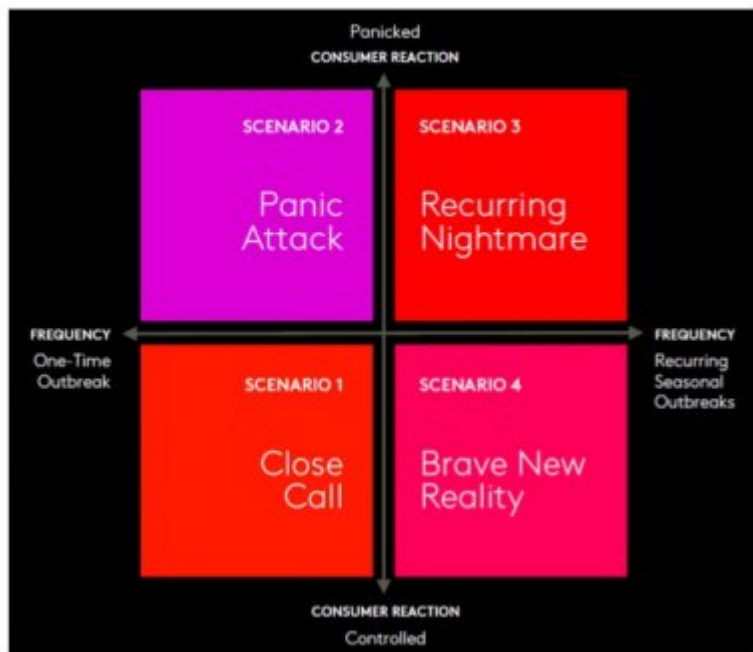 Panicked
CONSUMER REACTION
SCENARIO 2
Panic
Attack
SCENARIO 3
Recurring
Nightmare
FREQUENCY
One-Time
Outbreak
FREQUENCY
Recurring
Seasonal
Outbreaks
SCENARIO 1
Close
Call
SCENARIO 4
Brave New
Reality
CONSUMER REACTION
Controlled